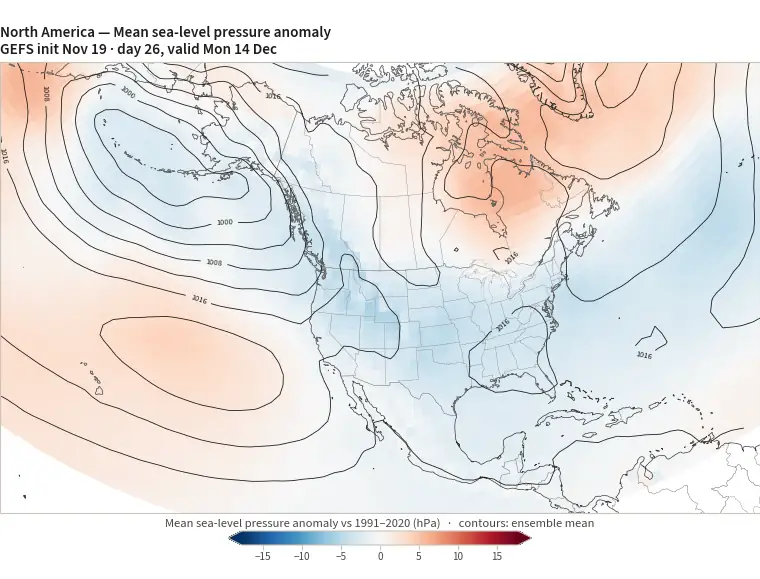 North America — Mean sea-level pressure anomaly
GEFS init Nov 19 · day 26, valid Mon 14 Dec
1008
1000
1016
1016
1000
1008
1016
1016
1016
1016
Mean sea-level pressure anomaly vs 1991–2020 (hPa) · contours: ensemble mean
−15 −10 −5 0 5 10 15